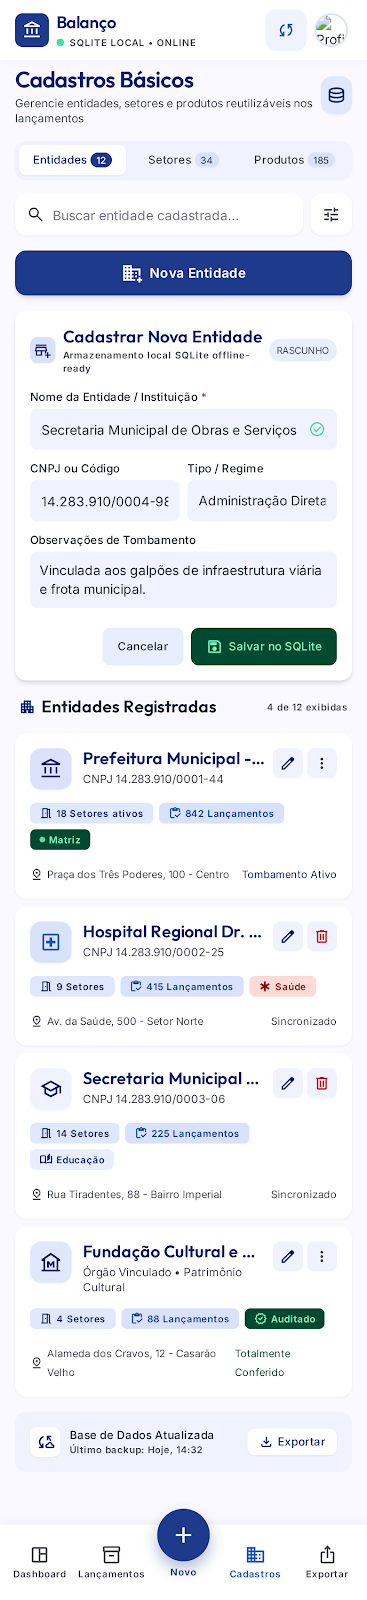 Balanço
SQLITE LOCAL • ONLINE
Profi
Cadastros Básicos
Gerencie entidades, setores e produtos reutilizáveis nos
lançamentos
Entidades 12 Setores 34 Produtos 185
Buscar entidade cadastrada...
Nova Entidade
Cadastrar Nova Entidade
Armazenamento local SQLite offline-
ready
RASCUNHO
Nome da Entidade / Instituição *
Secretaria Municipal de Obras e Serviços
CNPJ ou Código Tipo / Regime
14.283.910/0004-98 Administração Direta
Observações de Tombamento
Vinculada aos galpões de infraestrutura viária
e frota municipal.
Cancelar Salvar no SQLite
Entidades Registradas 4 de 12 exibidas
Prefeitura Municipal -...
CNPJ 14.283.910/0001-44
18 Setores ativos 842 Lançamentos
Matriz
Praça dos Três Poderes, 100 - Centro Tombamento Ativo
Hospital Regional Dr. ...
CNPJ 14.283.910/0002-25
9 Setores 415 Lançamentos Saúde
Av. da Saúde, 500 - Setor Norte Sincronizado
Secretaria Municipal ...
CNPJ 14.283.910/0003-06
14 Setores 225 Lançamentos
Educação
Rua Tiradentes, 88 - Bairro Imperial Sincronizado
Fundação Cultural e ...
Órgão Vinculado • Patrimônio
Cultural
4 Setores 88 Lançamentos Auditado
Alameda dos Cravos, 12 - Casarão
Velho
Totalmente
Conferido
Base de Dados Atualizada
Último backup: Hoje, 14:32
Exportar
Dashboard Lançamentos Novo Cadastros Exportar